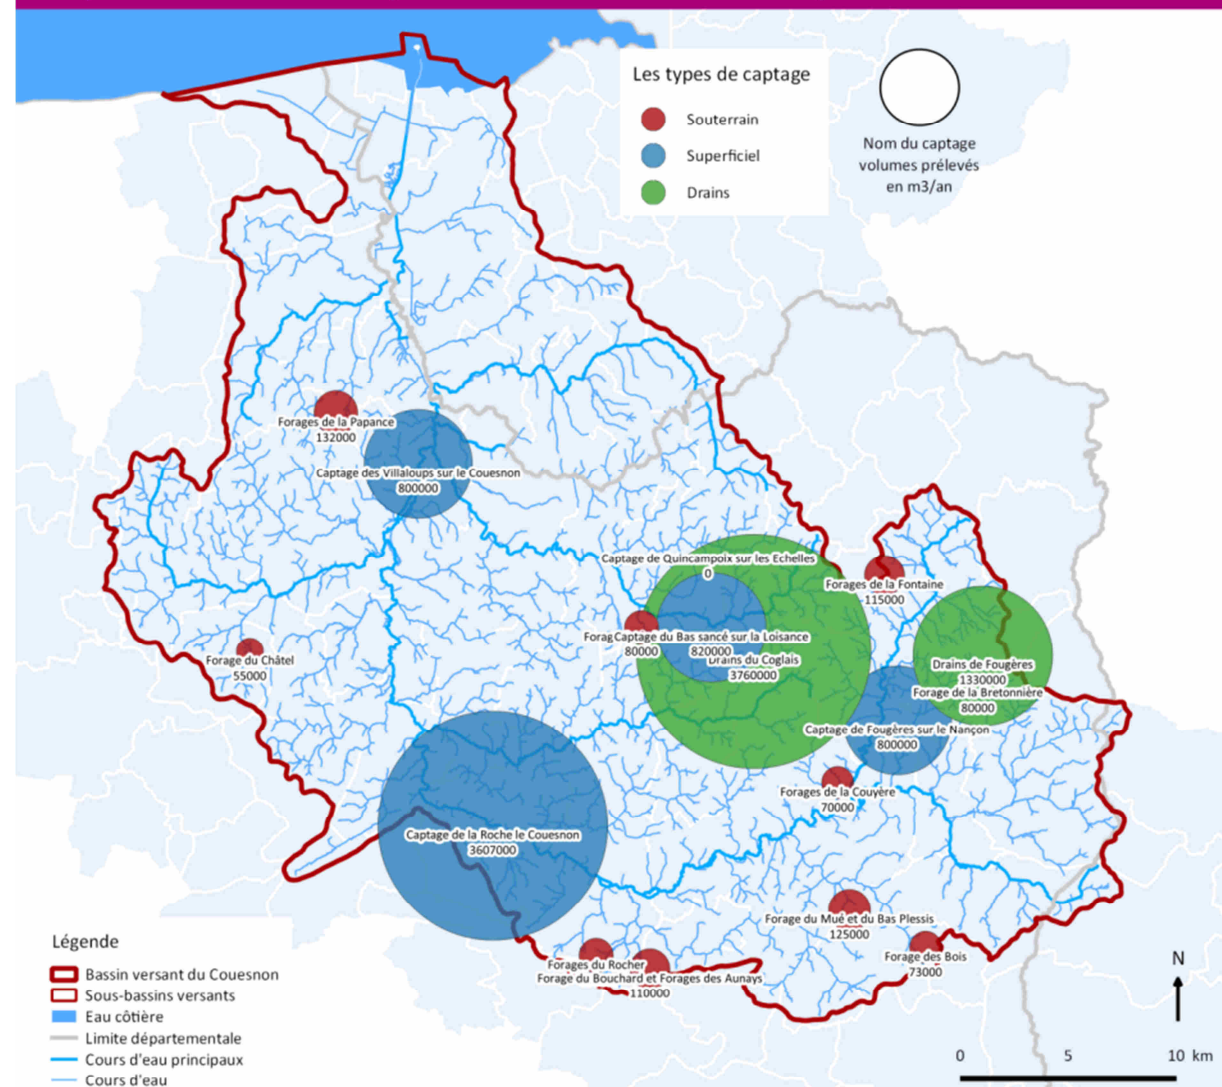 Les types de captage
Souterrain
Superficiel
Drains
Nom du captage
volumes prélevés
en m3/an
Forages de la Papance
132000
Captage des Villaloups sur le Couesnon
800000
Captage de Quincampoix sur les Echelles
0
Forages de la Fontaine
115000
Forag
80000
Captage du Bas sancé sur la Loisance
820000
Drains du Coglais
3760000
Forage du Châtel
55000
Drains de Fougères
1330000
Forage de la Bretonnière
80000
Captage de Fougères sur le Nançon
800000
Forages de la Couyère
70000
Captage de la Roche le Couesnon
3607000
Forage du Mué et du Bas Plessis
125000
Forage des Bois
73000
Forages du Rocher
Forage du Bouchard et Forages des Aunays
110000
Légende
Bassin versant du Couesnon
Sous-bassins versants
Eau côtière
Limite départementale
Cours d'eau principaux
Cours d'eau
N
0 5 10 km